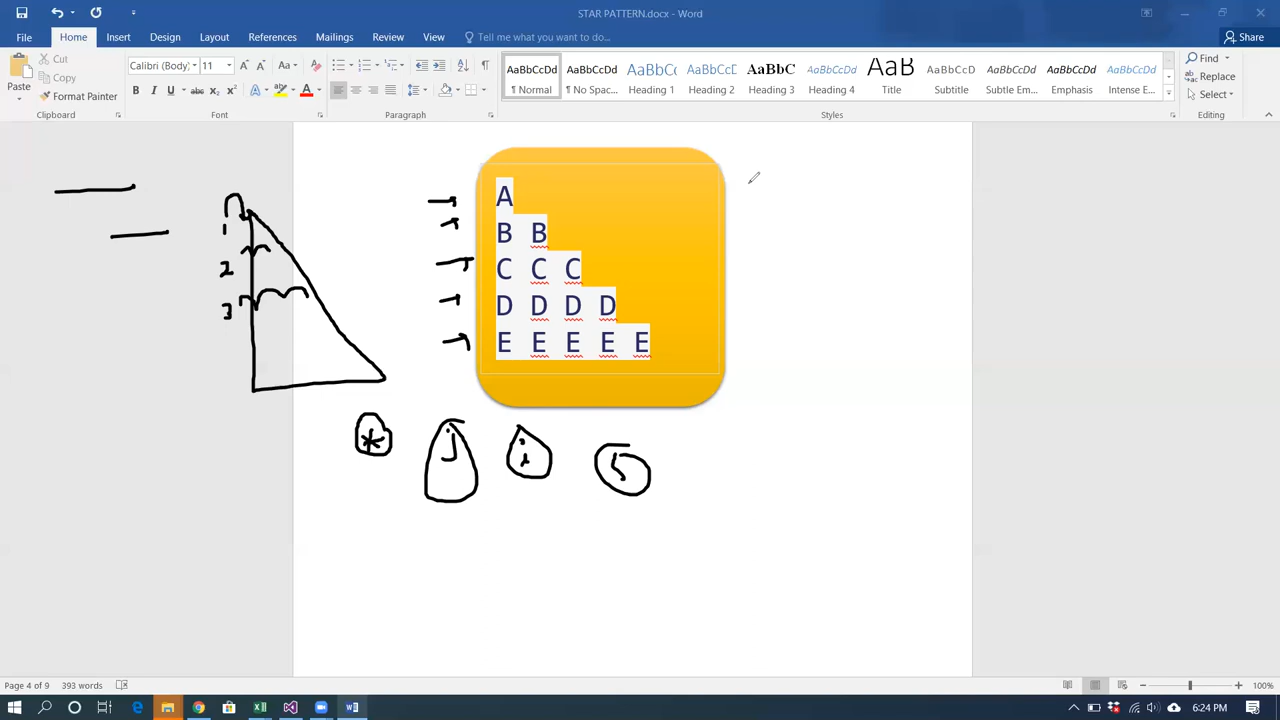 STAR PATTERN.docx - Word
File Home Insert Design Layout References Mailings Review View Tell me what you want to do... Share
Cut
Copy
Format Painter
Paste
Clipboard
Calibri (Body) 11
Font
Paragraph
AaBbCcDd AaBbCcDd AaBbC( AaBbCcD AaBbC AaBbCcDd AaB AaBbCcD AaBbCcDd AaBbCcDd AaBbCcDd
¶ Normal ¶ No Spac... Heading 1 Heading 2 Heading 3 Heading 4 Title Subtitle Subtle Em... Emphasis Intense E...
Styles
Find
Replace
Select
Editing
A
B B
C C C
D D D D
E E E E E
1
2
3
* J i 5
Page 4 of 9 393 words 100%
6:24 PM